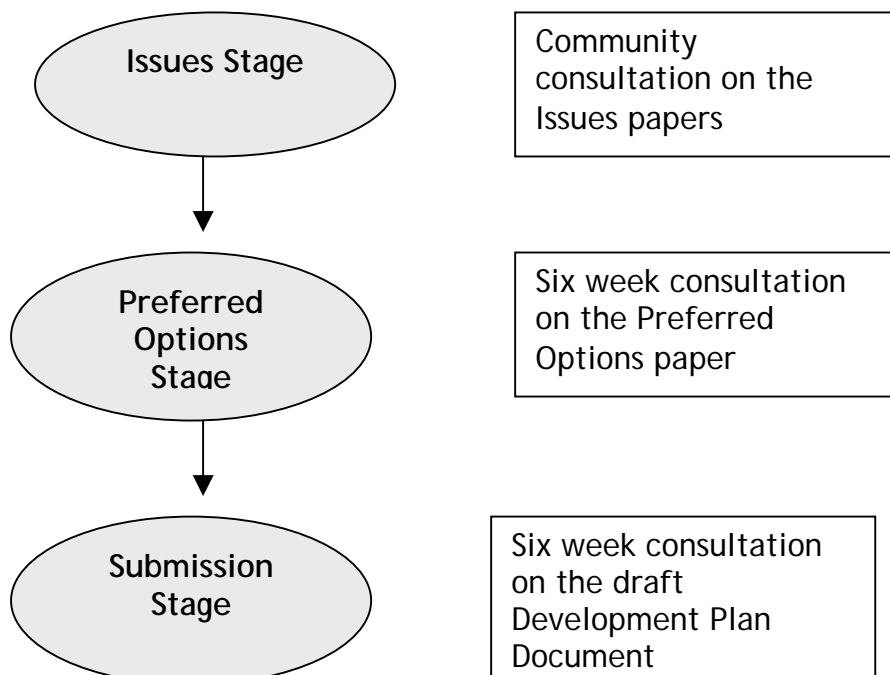 Issues Stage
Community
consultation on the
Issues papers
Preferred
Options
Stage
Six week consultation
on the Preferred
Options paper
Submission
Stage
Six week consultation
on the draft
Development Plan
Document